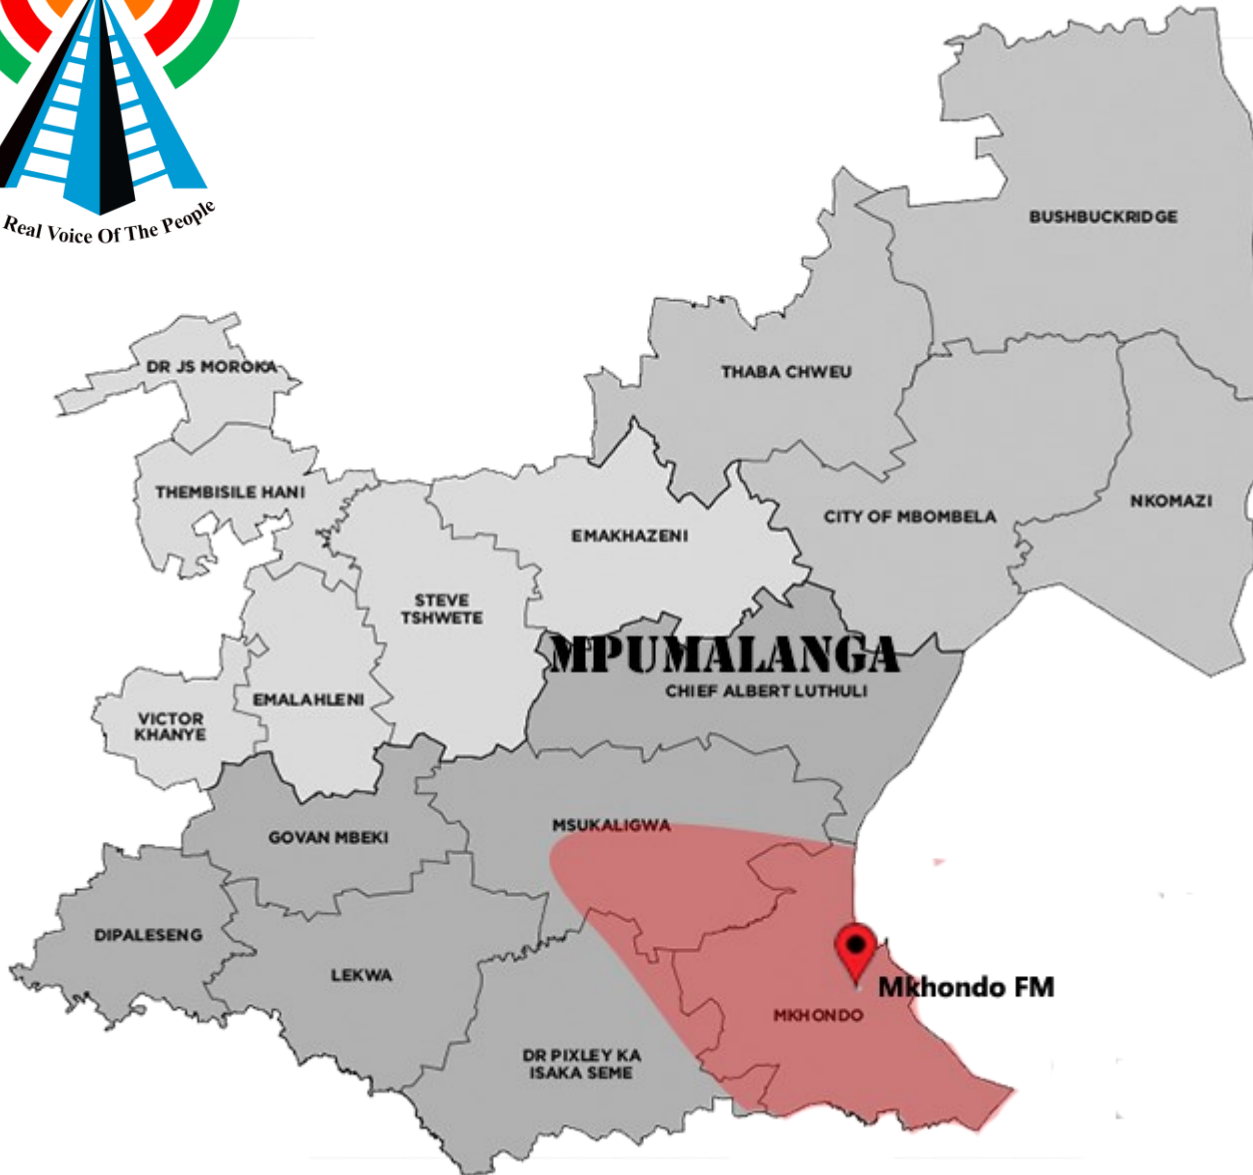 Real Voice Of The People
BUSHBUCKRIDGE
DR JS MOROKA
THABA CHWEU
THEMBISILE HANI
NKOMAZI
CITY OF MBOMBELA
EMAKHAZENI
STEVE
TSHWETE
MPUMALANGA
CHIEF ALBERT LUTHULI
EMALAHLENI
VICTOR
KHANYE
MSUKALIGWA
GOVAN MBEKI
DIPALESENG
LEKWA
Mkhondo FM
MKHONDO
DR PIXLEY KA
ISAKA SEME